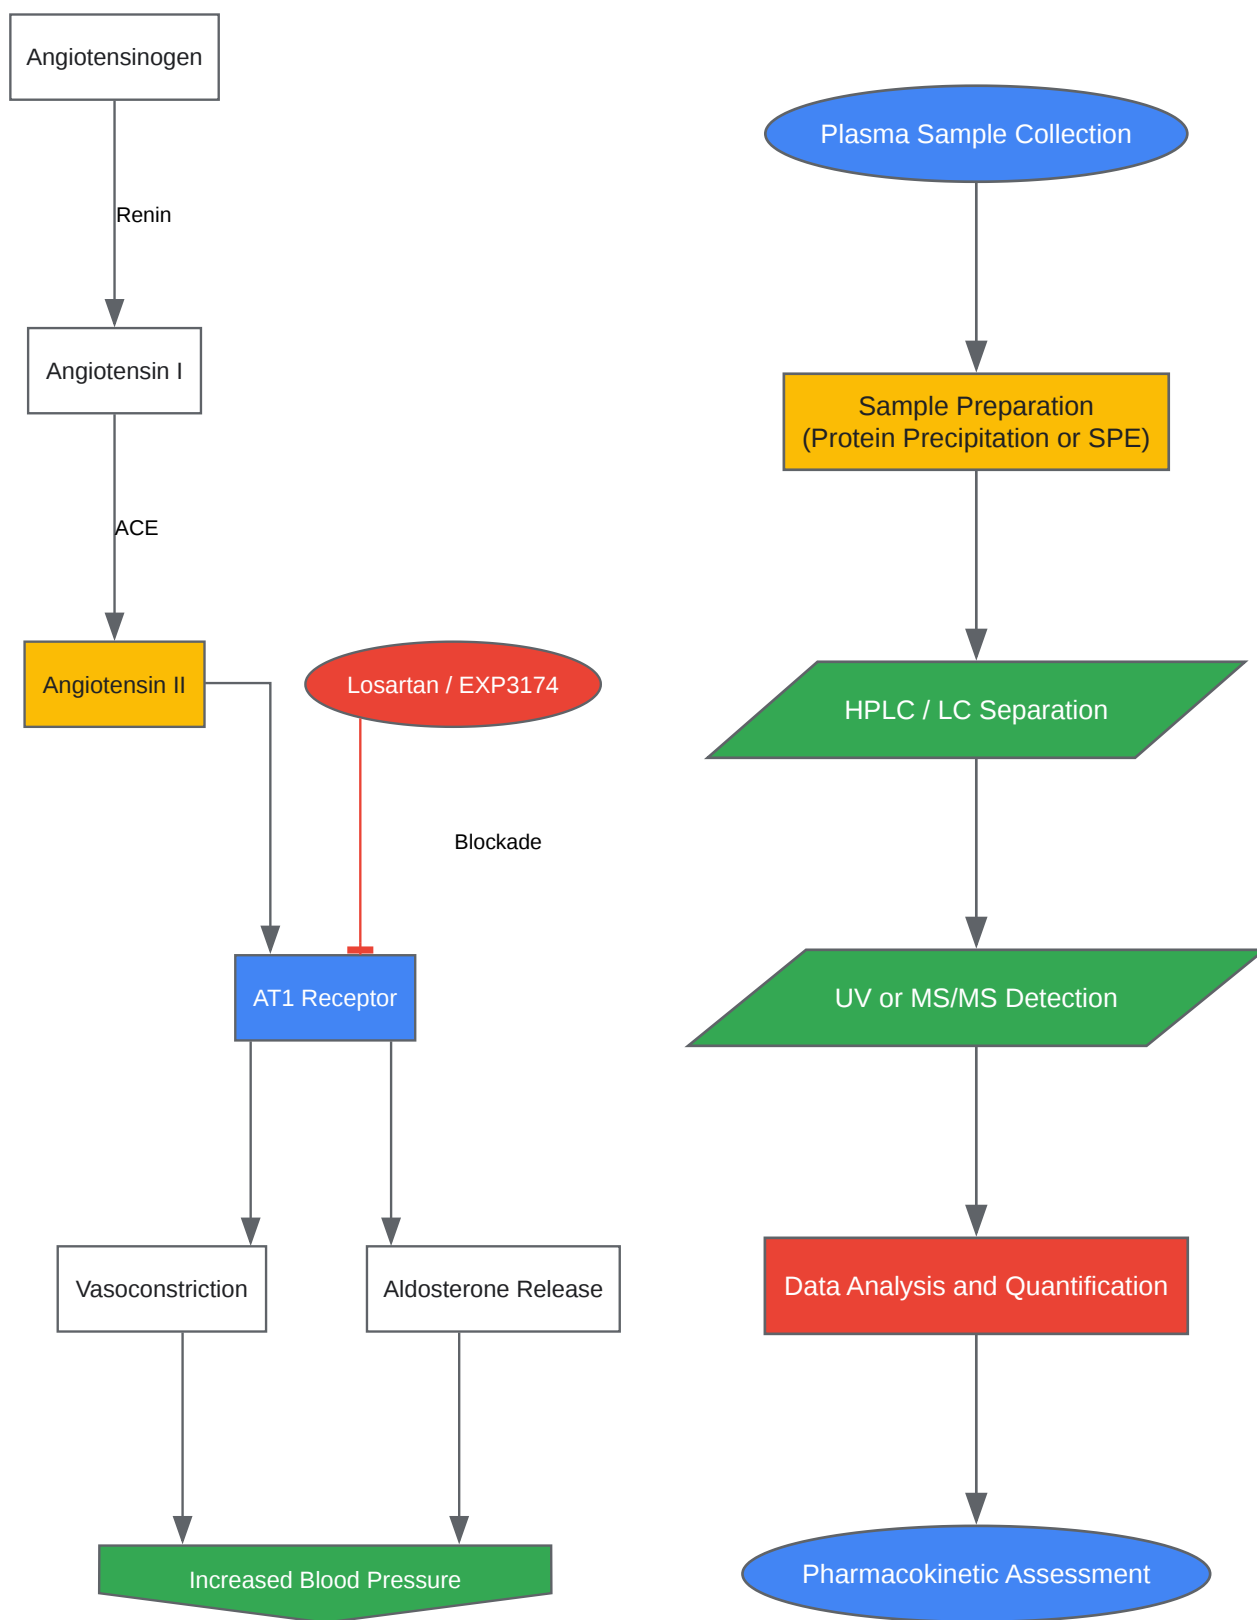 Angiotensinogen
Renin
Angiotensin I
ACE
Angiotensin II
Losartan / EXP3174
Blockade
AT1 Receptor
Vasoconstriction
Aldosterone Release
Increased Blood Pressure
Plasma Sample Collection
Sample Preparation
(Protein Precipitation or SPE)
HPLC / LC Separation
UV or MS/MS Detection
Data Analysis and Quantification
Pharmacokinetic Assessment